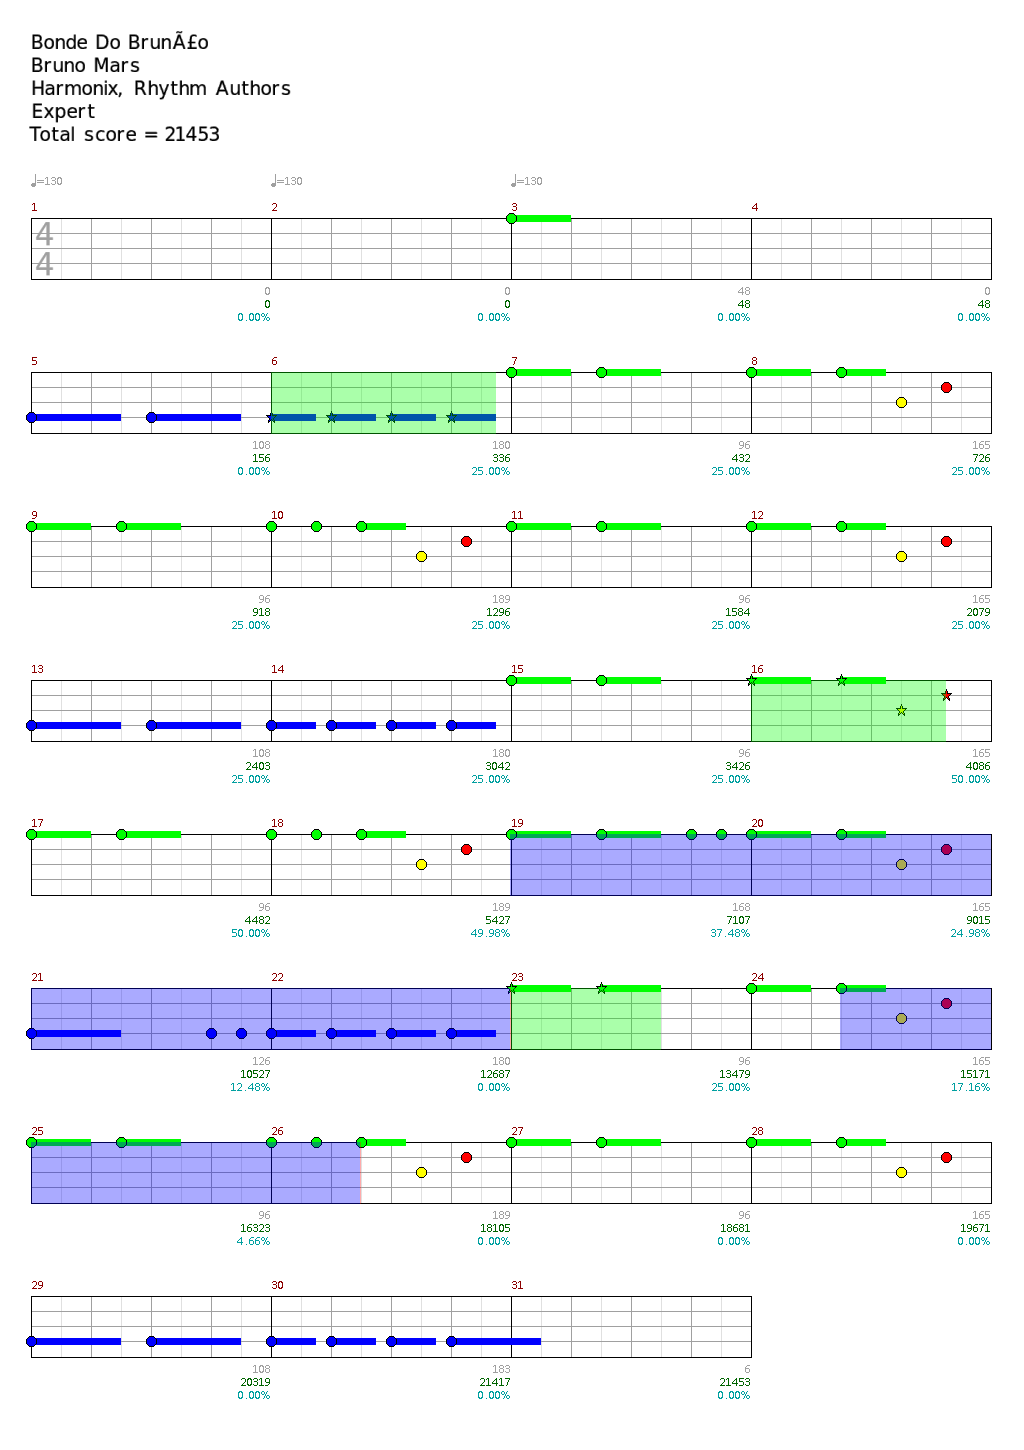 Bonde Do BrunÃ£o
Bruno Mars
Harmonix, Rhythm Authors
Expert
Total score = 21453
♩=130 ♩=130 ♩=130
1 2 3 4
4
4
0 0 48 0
0 0 48 48
0.00% 0.00% 0.00% 0.00%
5 6 7 8
108 180 96 165
156 336 432 726
0.00% 25.00% 25.00% 25.00%
9 10 11 12
96 189 96 165
918 1296 1584 2079
25.00% 25.00% 25.00% 25.00%
13 14 15 16
108 180 96 165
2403 3042 3426 4086
25.00% 25.00% 25.00% 50.00%
17 18 19 20
96 189 168 165
4482 5427 7107 9015
50.00% 49.98% 37.48% 24.98%
21 22 23 24
126 180 96 165
10527 12687 13479 15171
12.48% 0.00% 25.00% 17.16%
25 26 27 28
96 189 96 165
16323 18105 18681 19671
4.66% 0.00% 0.00% 0.00%
29 30 31
108 183 6
20319 21417 21453
0.00% 0.00% 0.00%